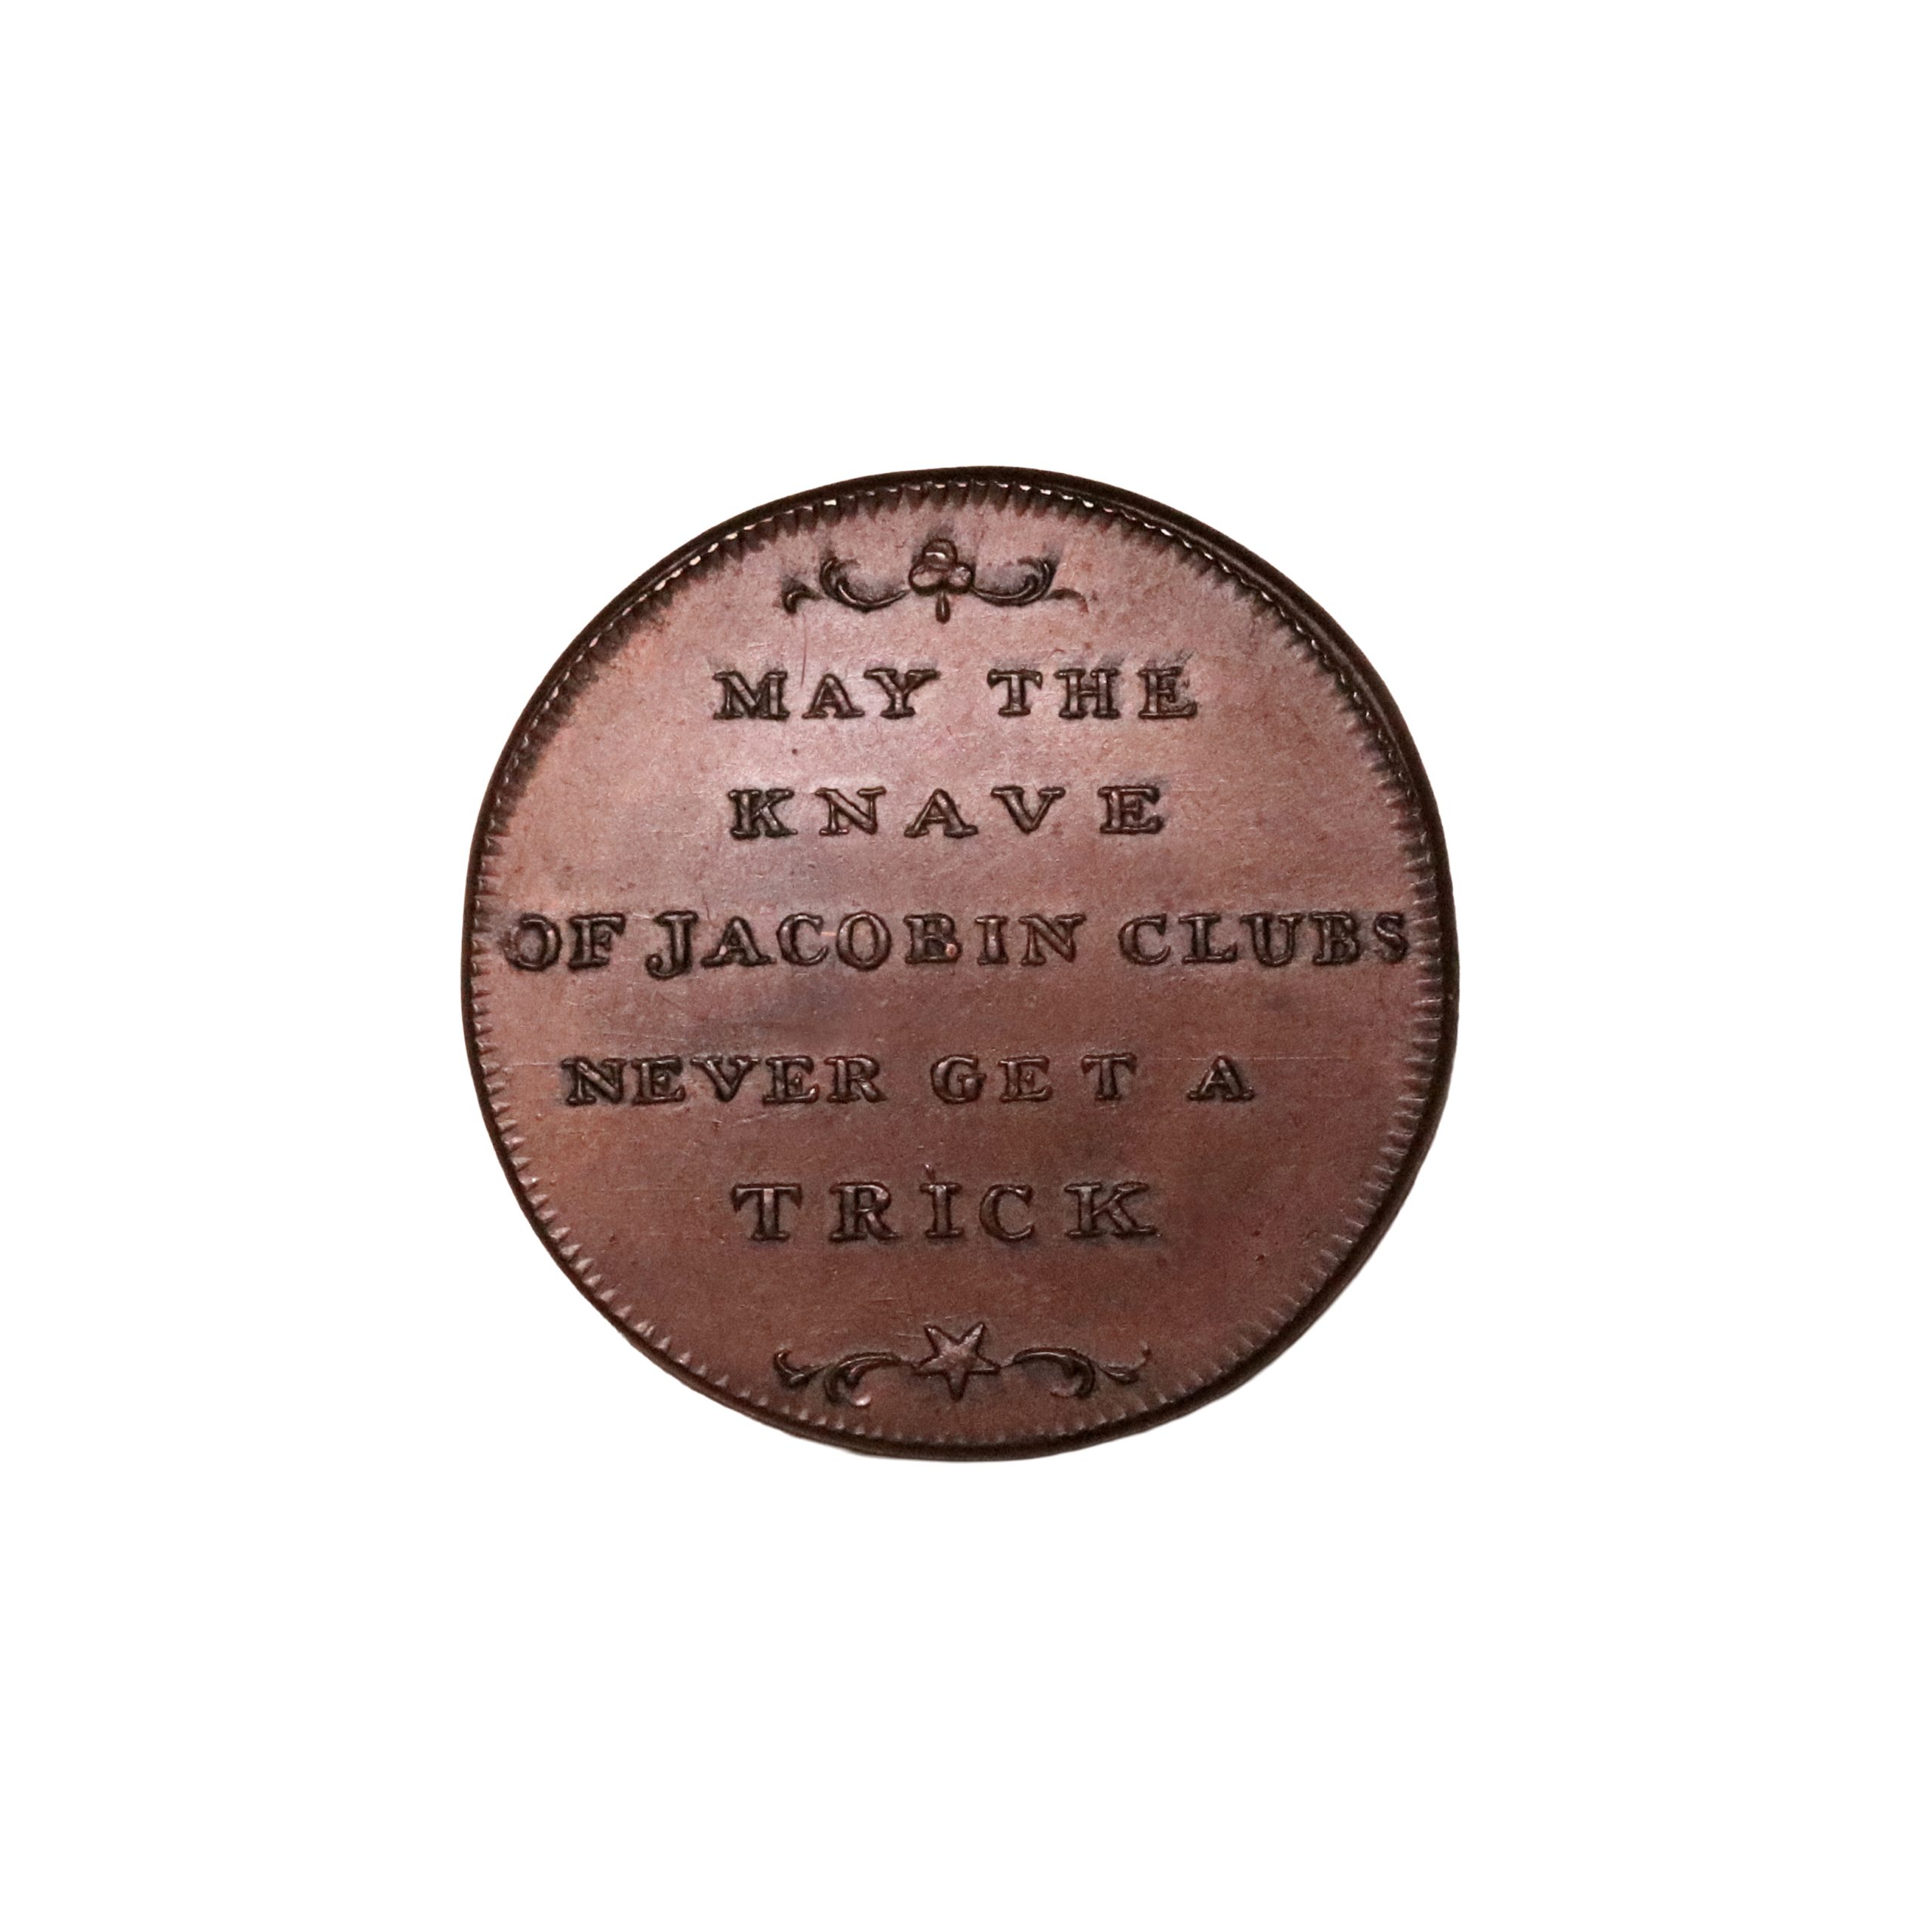 MAY THE
KNAVE
OF JACOBIN CLUBS
NEVER GET A
TRICK